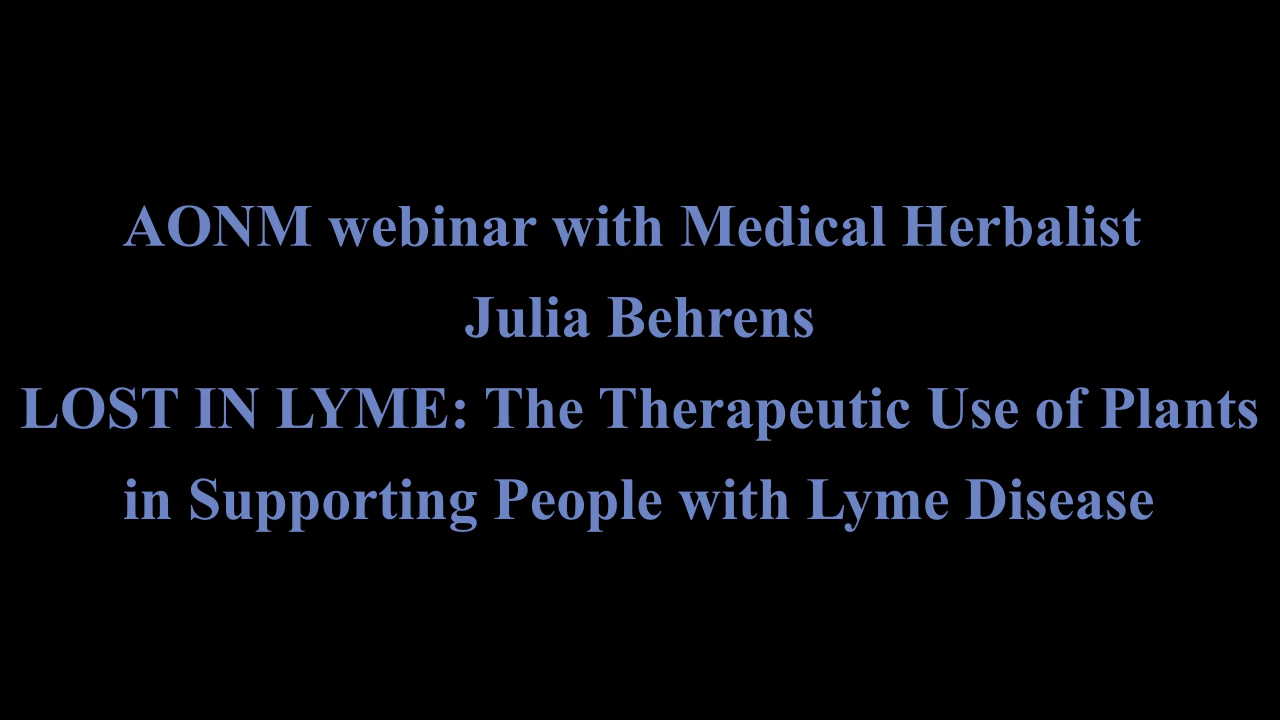 AONM webinar with Medical Herbalist
Julia Behrens
LOST IN LYME: The Therapeutic Use of Plants
in Supporting People with Lyme Disease